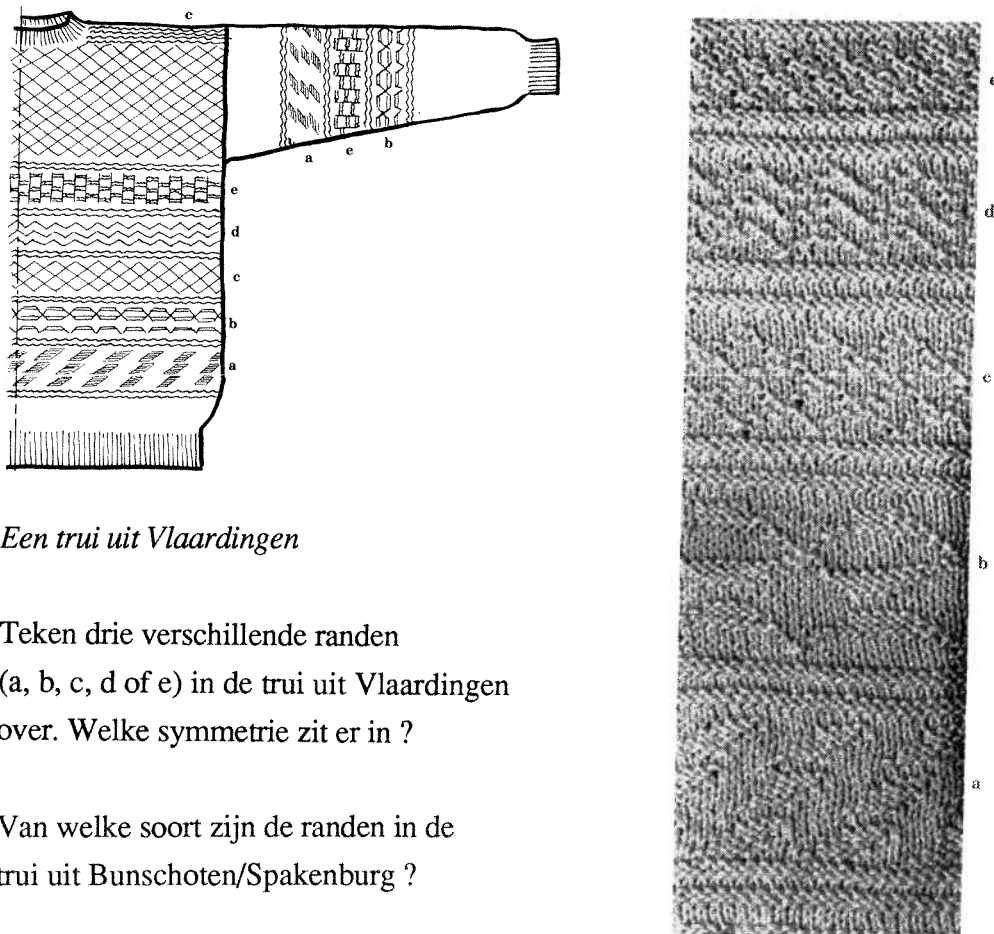 c
a
e
b
e
d
c
b
a
Een trui uit Vlaardingen
Teken drie verschillende randen
(a, b, c, d of e) in de trui uit Vlaardingen
over. Welke symmetrie zit er in ?
Van welke soort zijn de randen in de
trui uit Bunschoten/Spakenburg ?
e
d
c
b
a